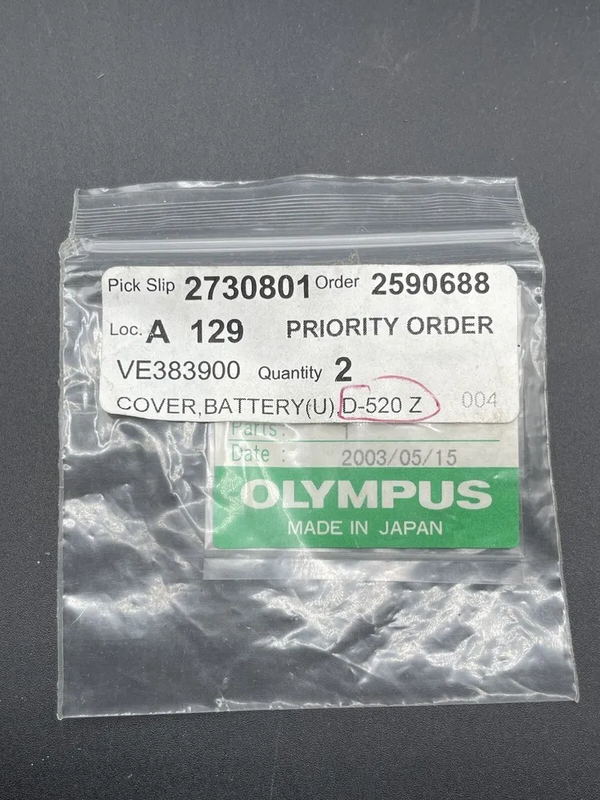 Pick Slip 2730801 Order 2590688
Loc. A 129 PRIORITY ORDER
VE383900 Quantity 2
COVER,BATTERY(U),D-520 Z 004
Parts: 1
Date : 2003/05/15
OLYMPUS
MADE IN JAPAN